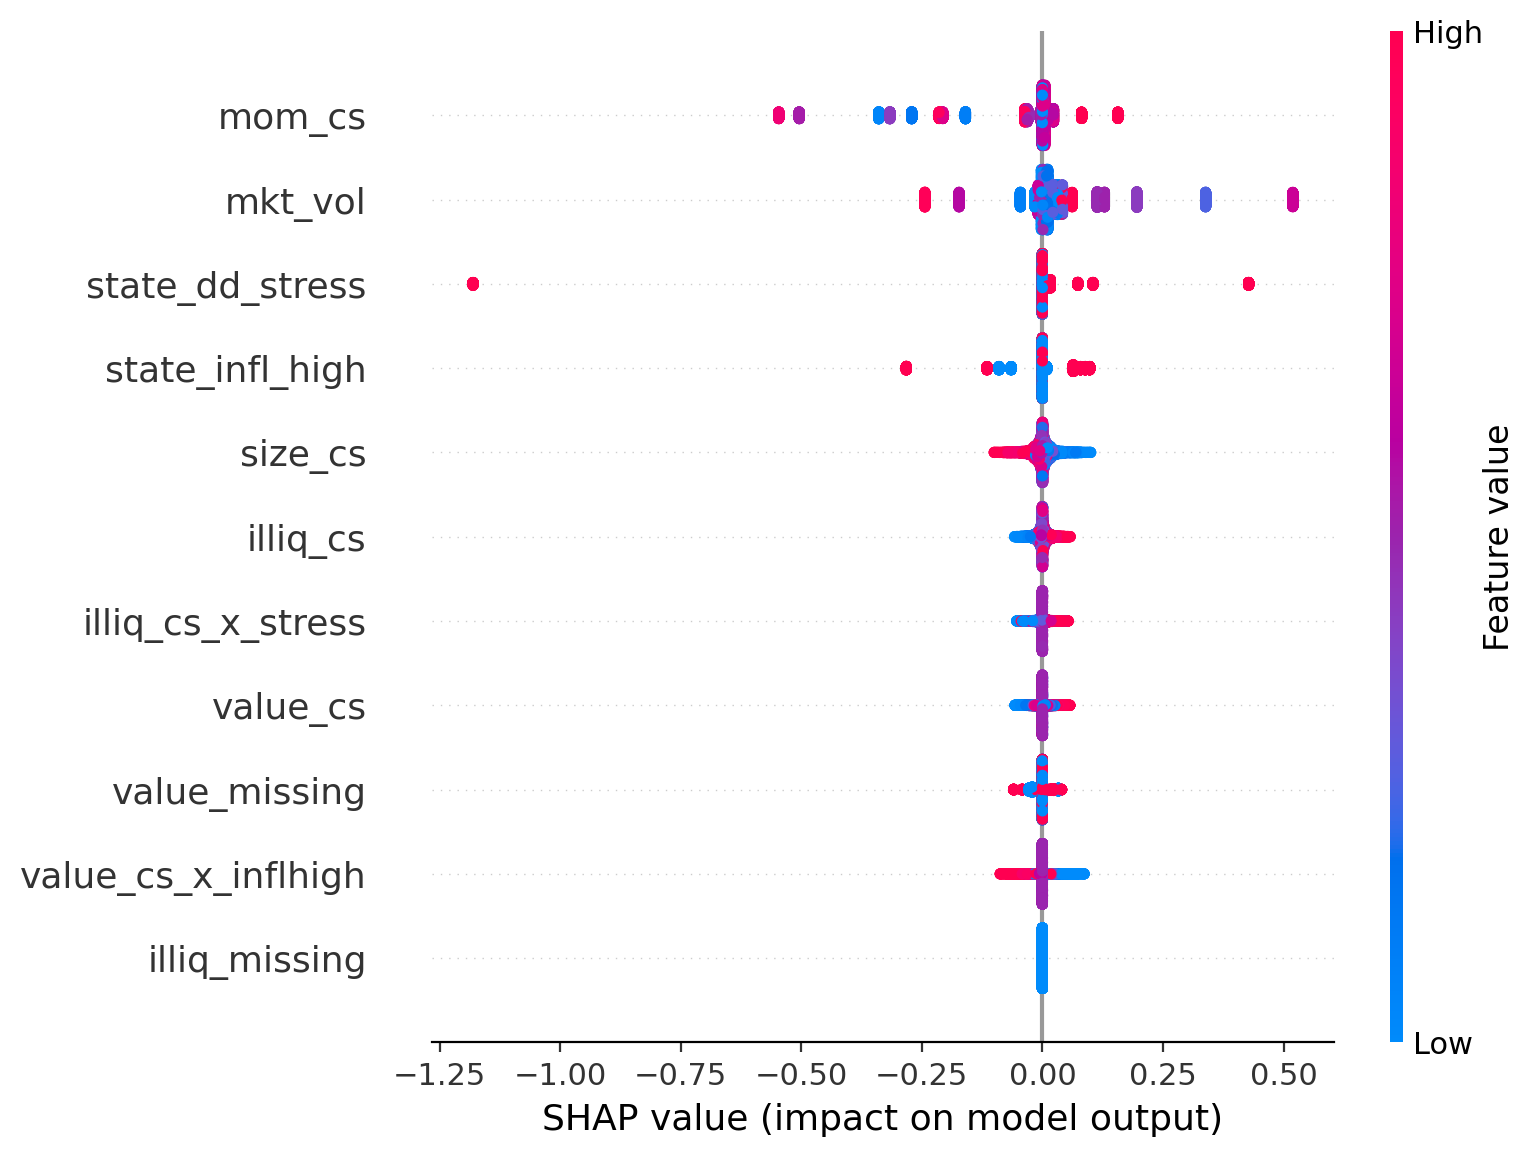 High
mom_cs
mkt_vol
state_dd_stress
state_infl_high
size_cs
illiq_cs
illiq_cs_x_stress
value_cs
value_missing
value_cs_x_inflhigh
illiq_missing
Feature value
Low
−1.25 −1.00 −0.75 −0.50 −0.25 0.00 0.25 0.50
SHAP value (impact on model output)